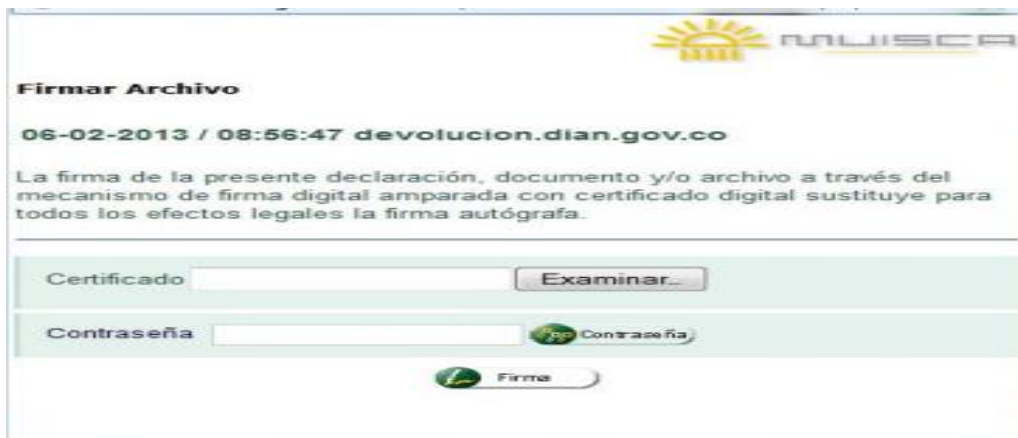 MUISCA
Firmar Archivo
06-02-2013 / 08:56:47 devolucion.dian.gov.co
La firma de la presente declaración, documento y/o archivo a través del
mecanismo de firma digital amparada con certificado digital sustituye para
todos los efectos legales la firma autógrafa.
Certificado Examinar...
Contraseña Contraseña
Firma